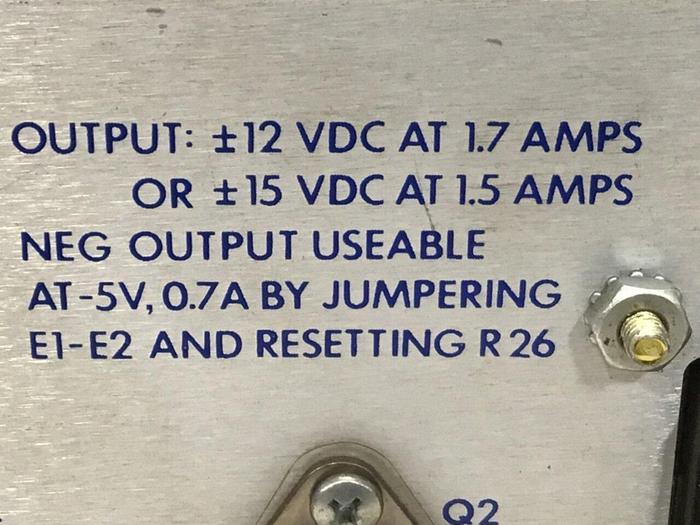 OUTPUT: ±12 VDC AT 1.7 AMPS
OR ±15 VDC AT 1.5 AMPS
NEG OUTPUT USEABLE
AT -5V, 0.7A BY JUMPERING
E1-E2 AND RESETTING R 26
Q2